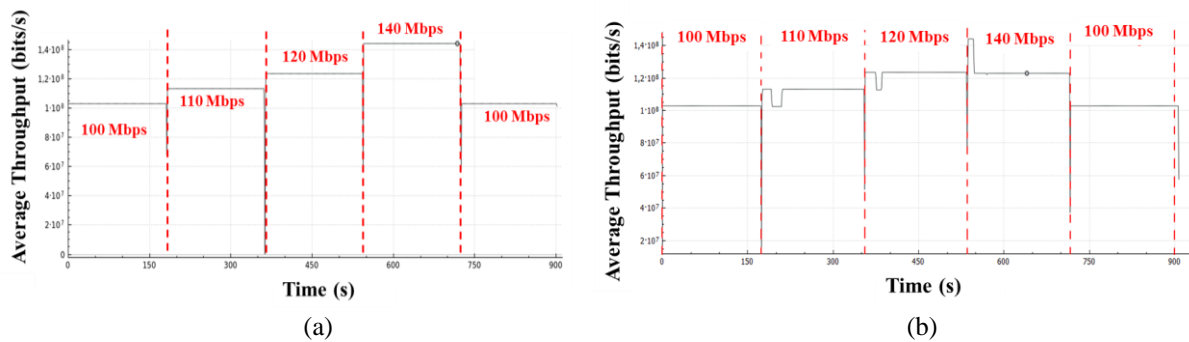 140 Mbps
120 Mbps
110 Mbps
100 Mbps
100 Mbps
1,4·10⁸
1,2·10⁸
1·10⁸
8·10⁷
6·10⁷
4·10⁷
2·10⁷
0
0 150 300 450 600 750 900
Average Throughput (bits/s)
Time (s)
(a)
100 Mbps 110 Mbps 120 Mbps 140 Mbps 100 Mbps
1,4·10⁸
1,2·10⁸
1·10⁸
8·10⁷
6·10⁷
4·10⁷
2·10⁷
0 150 300 450 600 750 900
Average Throughput (bits/s)
Time (s)
(b)